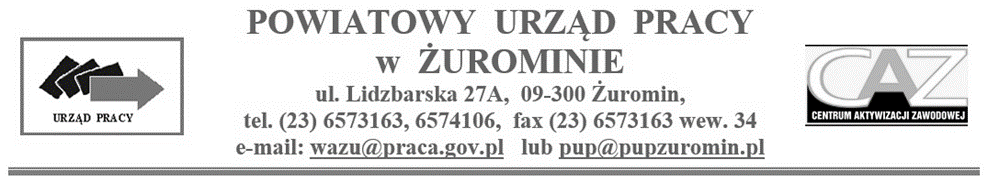 POWIATOWY URZĄD PRACY
w ŻUROMINIE
ul. Lidzbarska 27A, 09-300 Żuromin,
tel. (23) 6573163, 6574106, fax (23) 6573163 wew. 34
e-mail: wazu@praca.gov.pl lub pup@pupzuromin.pl
URZĄD PRACY
CAZ
CENTRUM AKTYWIZACJI ZAWODOWEJ